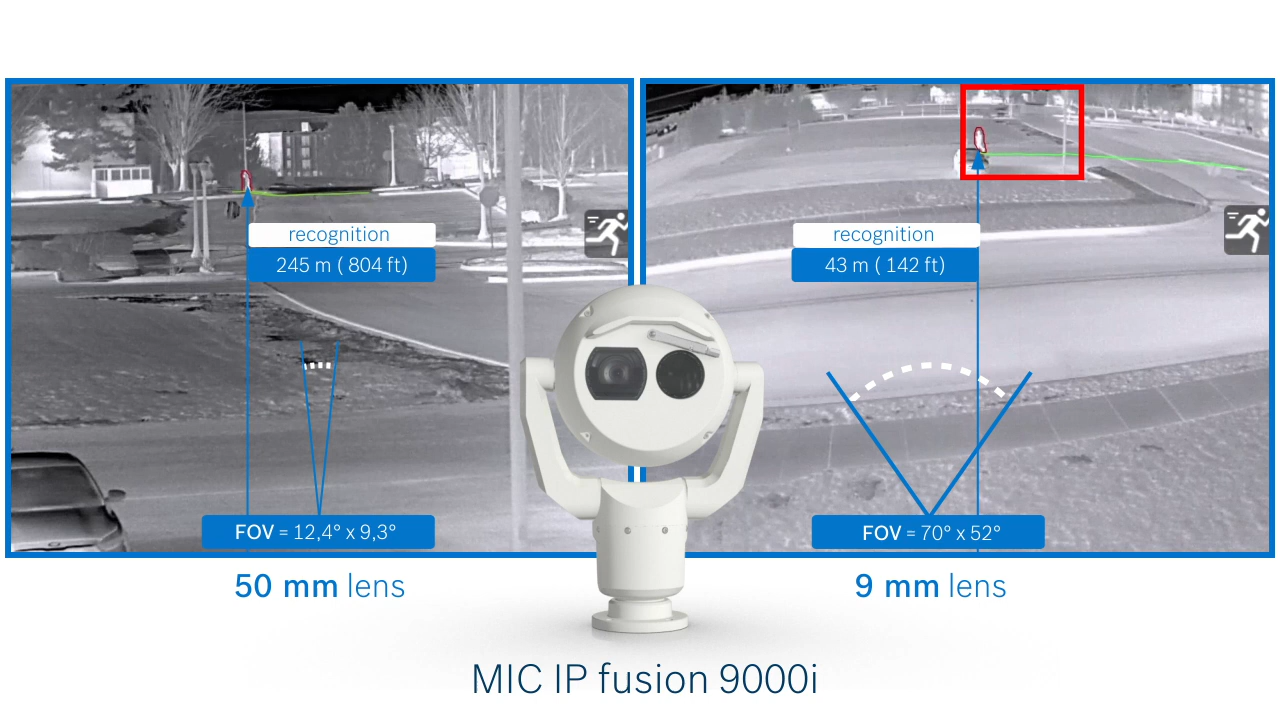 recognition
245 m ( 804 ft)
FOV = 12,4° x 9,3°
50 mm lens
recognition
43 m ( 142 ft)
FOV = 70° x 52°
9 mm lens
MIC IP fusion 9000i